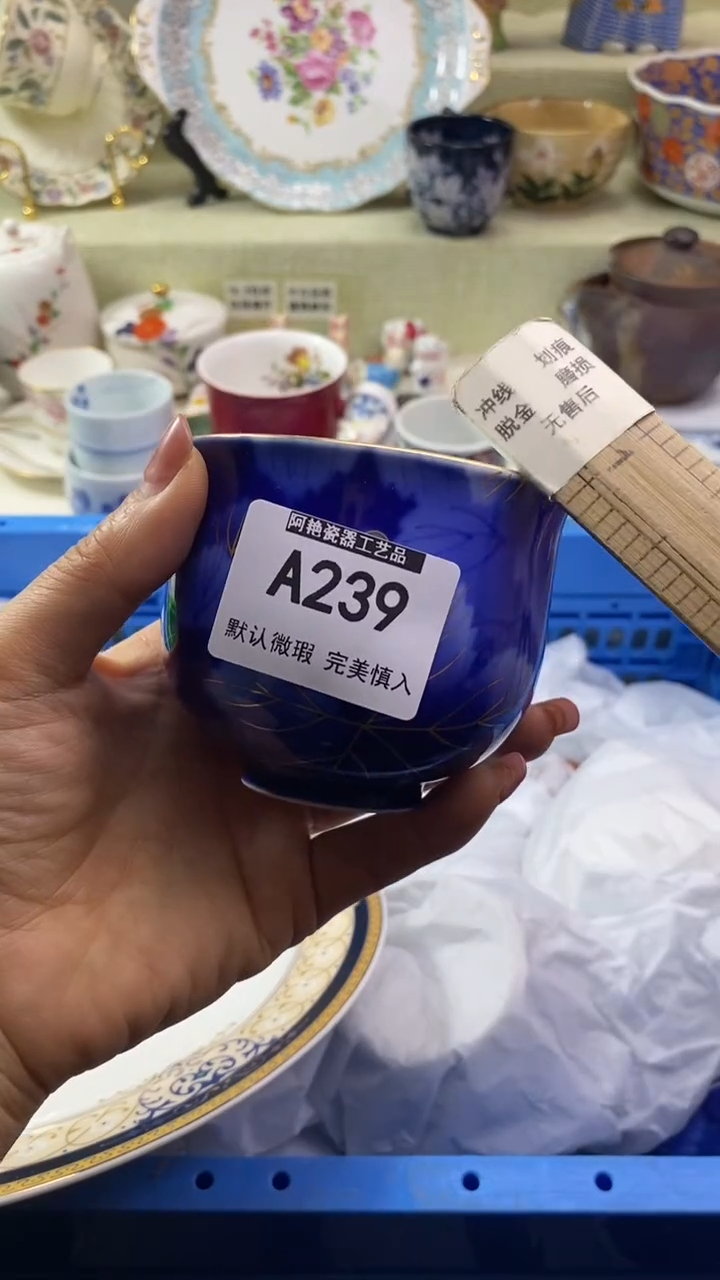 划痕
冲线 磕损
脱金 无售后
阿艳瓷器工艺品
A239
默认微瑕 完美慎入